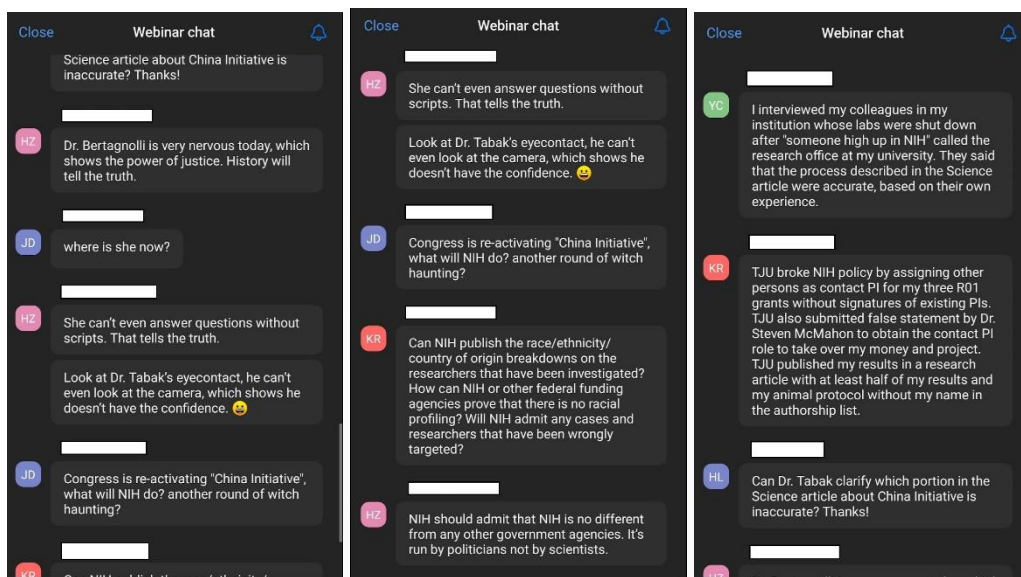 Close
Webinar chat
Science article about China Initiative is
inaccurate? Thanks!
HZ
Dr. Bertagnolli is very nervous today, which
shows the power of justice. History will
tell the truth.
JD
where is she now?
HZ
She can't even answer questions without
scripts. That tells the truth.
Look at Dr. Tabak's eyecontact, he can't
even look at the camera, which shows he
doesn't have the confidence. 😀
JD
Congress is re-activating "China Initiative",
what will NIH do? another round of witch
haunting?
KR
Close
Webinar chat
HZ
She can't even answer questions without
scripts. That tells the truth.
Look at Dr. Tabak's eyecontact, he can't
even look at the camera, which shows he
doesn't have the confidence. 😀
JD
Congress is re-activating "China Initiative",
what will NIH do? another round of witch
haunting?
KR
Can NIH publish the race/ethnicity/
country of origin breakdowns on the
researchers that have been investigated?
How can NIH or other federal funding
agencies prove that there is no racial
profiling? Will NIH admit any cases and
researchers that have been wrongly
targeted?
HZ
NIH should admit that NIH is no different
from any other government agencies. It's
run by politicians not by scientists.
Close
Webinar chat
YC
I interviewed my colleagues in my
institution whose labs were shut down
after "someone high up in NIH" called the
research office at my university. They said
that the process described in the Science
article were accurate, based on their own
experience.
KR
TJU broke NIH policy by assigning other
persons as contact PI for my three R01
grants without signatures of existing PIs.
TJU also submitted false statement by Dr.
Steven McMahon to obtain the contact PI
role to take over my money and project.
TJU published my results in a research
article with at least half of my results and
my animal protocol without my name in
the authorship list.
HL
Can Dr. Tabak clarify which portion in the
Science article about China Initiative is
inaccurate? Thanks!
HZ